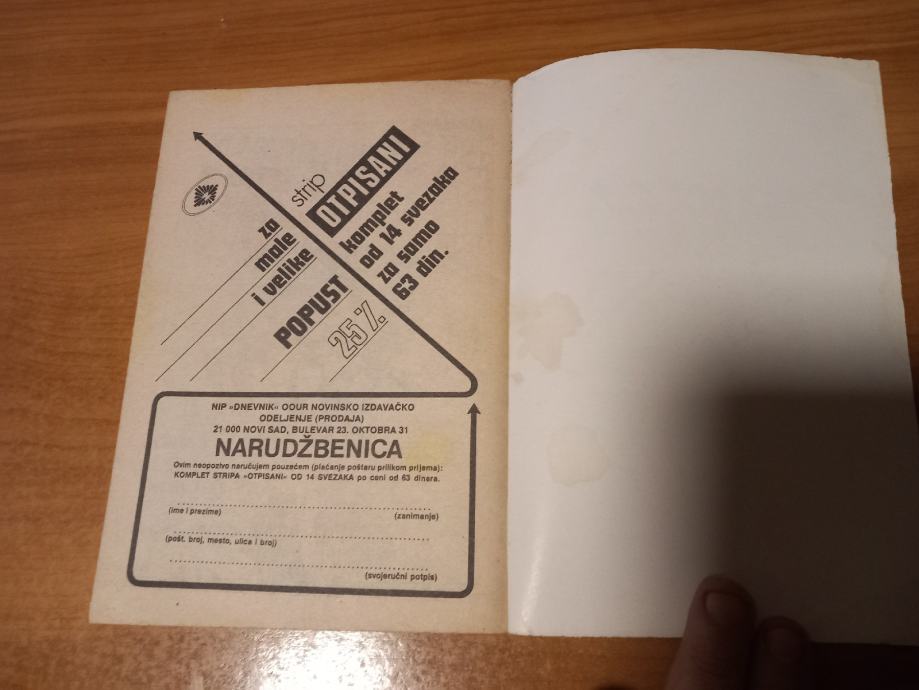 strip
OTPISANI
komplet
od 14 svezaka
za samo
63 din.
za
male
i velike
POPUST
25%
NIP »DNEVNIK« OOUR NOVINSKO IZDAVAČKO
ODELJENJE (PRODAJA)
21 000 NOVI SAD, BULEVAR 23. OKTOBRA 31
NARUDŽBENICA
Ovim neopozivo naručujem pouzećem (plaćanje poštaru prilikom prijema):
KOMPLET STRIPA »OTPISANI« OD 14 SVEZAKA po ceni od 63 dinara.
(ime i prezime) (zanimanje)
(pošt. broj, mesto, ulica i broj)
(svojeručni potpis)